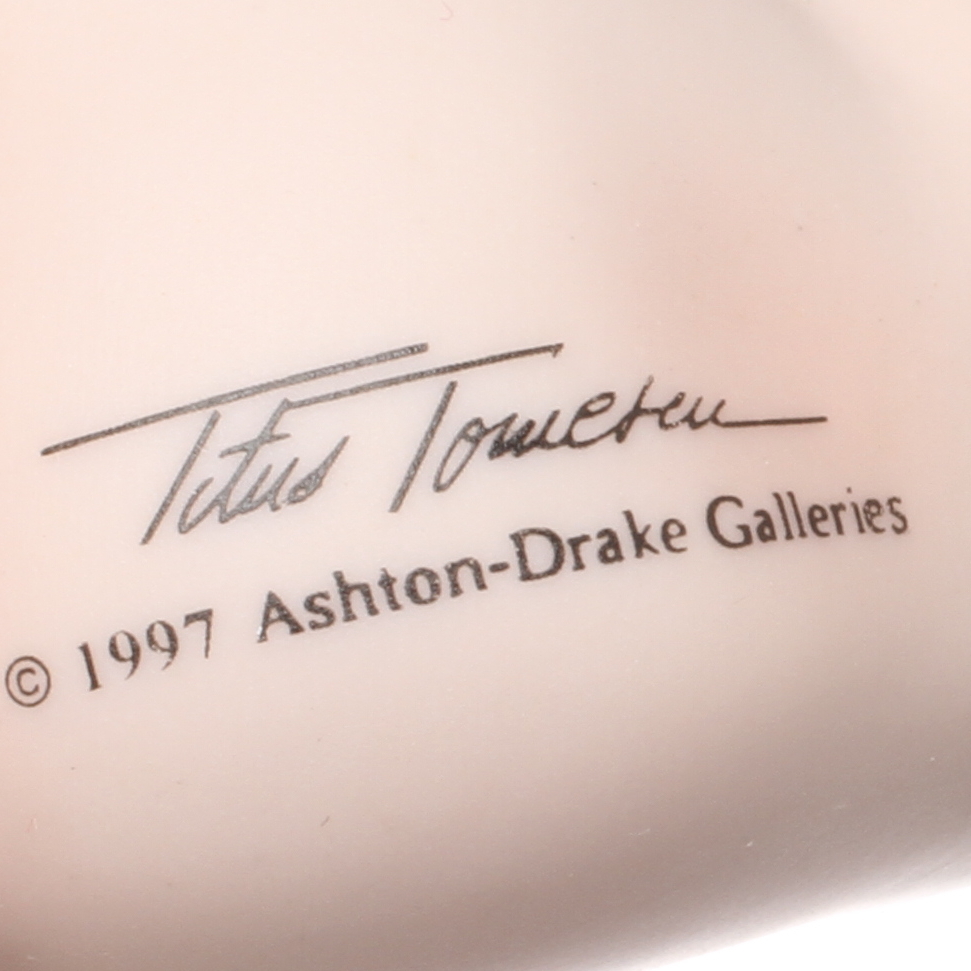 Titus Tomescu
© 1997 Ashton-Drake Galleries